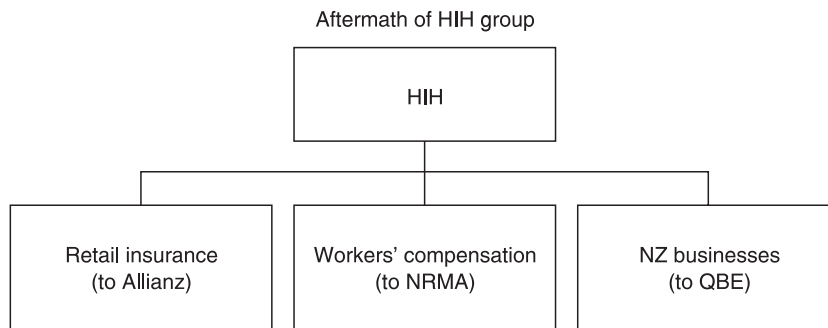 Aftermath of HIH group
HIH
Retail insurance
(to Allianz)
Workers’ compensation
(to NRMA)
NZ businesses
(to QBE)